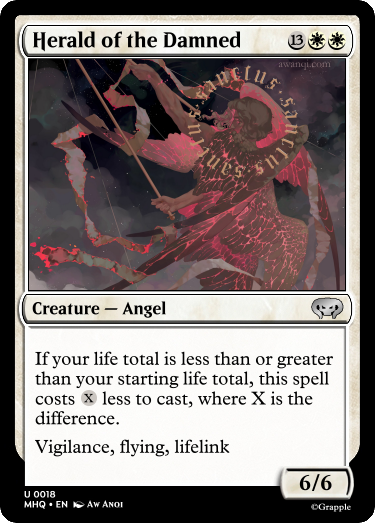 Herald of the Damned 13
awanqi.com
sanctus · sanctus · sanctus
Creature — Angel
If your life total is less than or greater
than your starting life total, this spell
costs X less to cast, where X is the
difference.
Vigilance, flying, lifelink
6/6
U 0018
MHQ • EN Aw Anqi
©Grapple